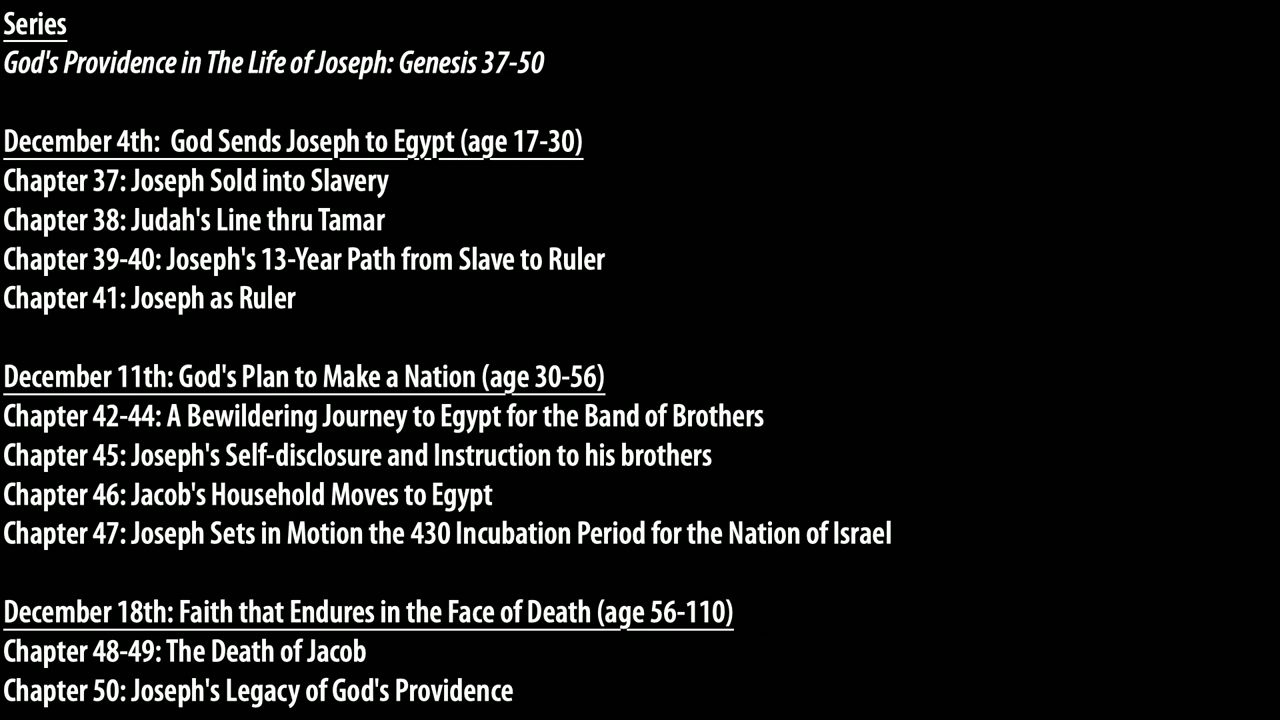 Series
God's Providence in The Life of Joseph: Genesis 37-50
December 4th:  God Sends Joseph to Egypt (age 17-30)
Chapter 37: Joseph Sold into Slavery
Chapter 38: Judah's Line thru Tamar
Chapter 39-40: Joseph's 13-Year Path from Slave to Ruler
Chapter 41: Joseph as Ruler
December 11th: God's Plan to Make a Nation (age 30-56)
Chapter 42-44: A Bewildering Journey to Egypt for the Band of Brothers
Chapter 45: Joseph's Self-disclosure and Instruction to his brothers
Chapter 46: Jacob's Household Moves to Egypt
Chapter 47: Joseph Sets in Motion the 430 Incubation Period for the Nation of Israel
December 18th: Faith that Endures in the Face of Death (age 56-110)
Chapter 48-49: The Death of Jacob
Chapter 50: Joseph's Legacy of God's Providence